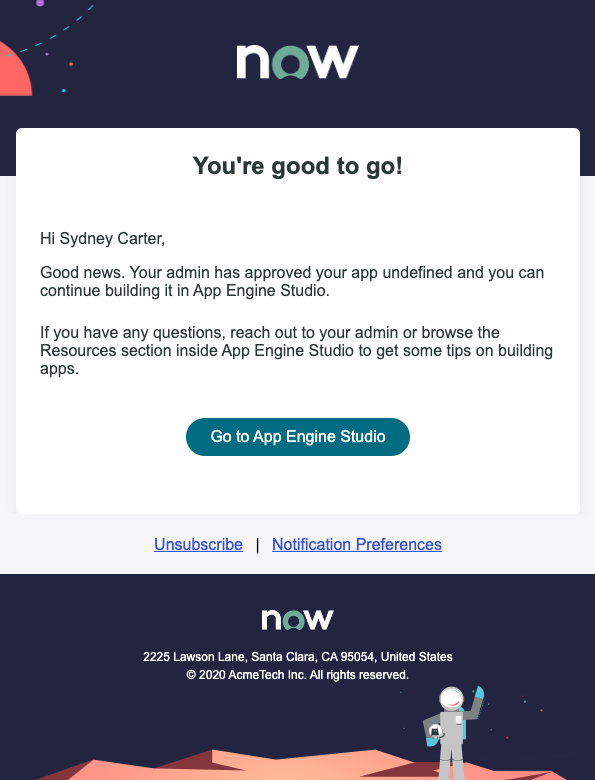 now
You're good to go!
Hi Sydney Carter,
Good news. Your admin has approved your app undefined and you can
continue building it in App Engine Studio.
If you have any questions, reach out to your admin or browse the
Resources section inside App Engine Studio to get some tips on building
apps.
Go to App Engine Studio
Unsubscribe | Notification Preferences
now
2225 Lawson Lane, Santa Clara, CA 95054, United States
© 2020 AcmeTech Inc. All rights reserved.